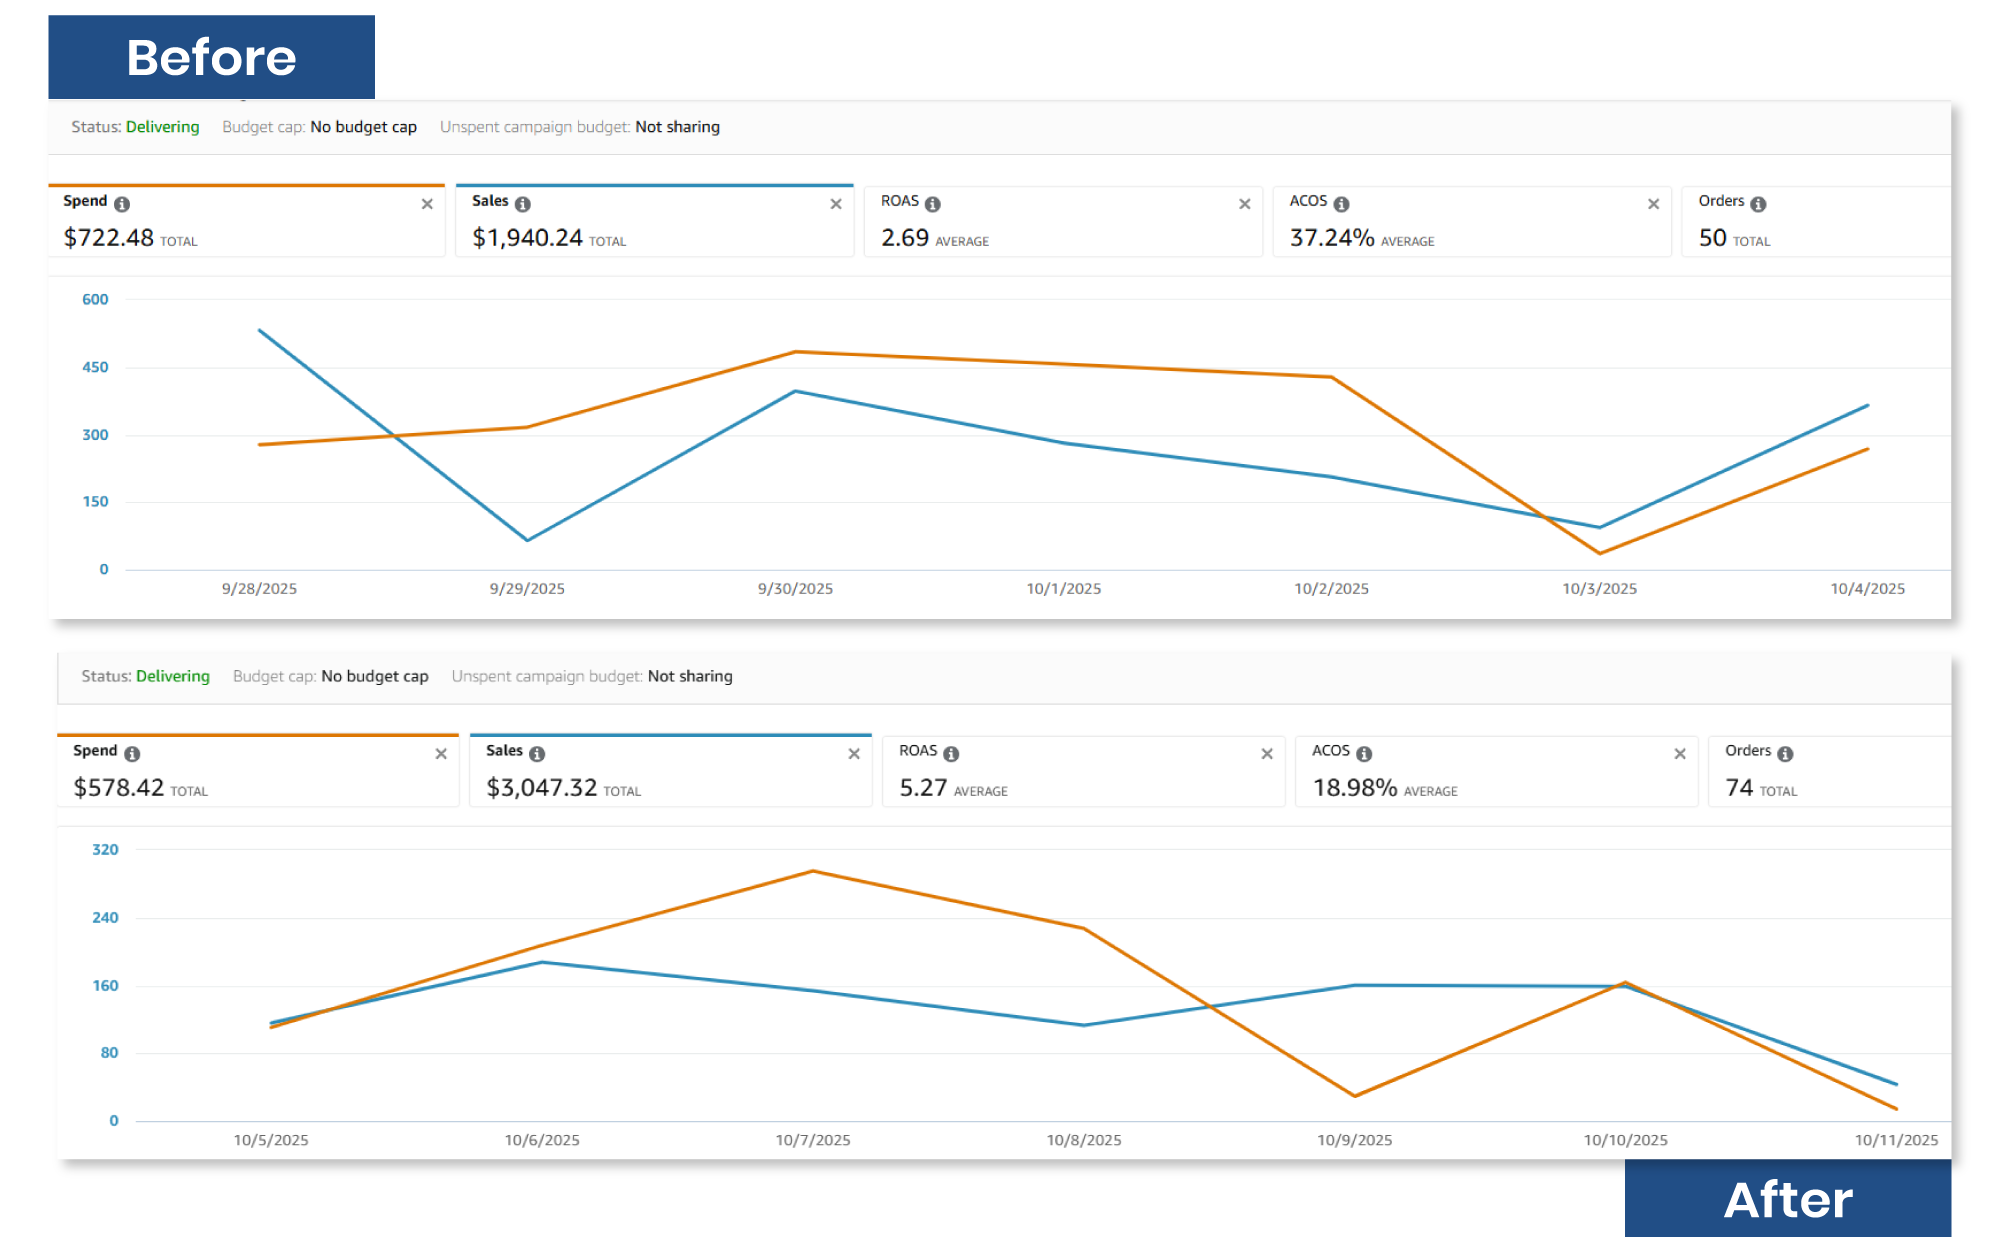 Before
Status: Delivering Budget cap: No budget cap Unspent campaign budget: Not sharing
Spend Sales ROAS ACOS Orders
$722.48 TOTAL $1,940.24 TOTAL 2.69 AVERAGE 37.24% AVERAGE 50 TOTAL
600
450
300
150
0
9/28/2025 9/29/2025 9/30/2025 10/1/2025 10/2/2025 10/3/2025 10/4/2025
Status: Delivering Budget cap: No budget cap Unspent campaign budget: Not sharing
Spend Sales ROAS ACOS Orders
$578.42 TOTAL $3,047.32 TOTAL 5.27 AVERAGE 18.98% AVERAGE 74 TOTAL
320
240
160
80
0
10/5/2025 10/6/2025 10/7/2025 10/8/2025 10/9/2025 10/10/2025 10/11/2025
After